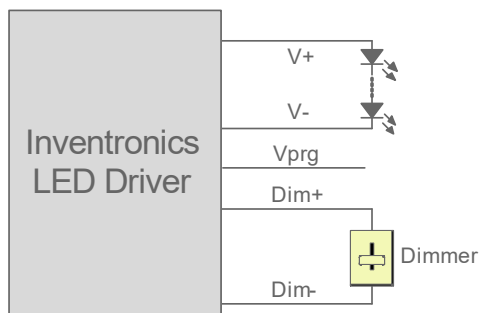 V+
V-
Inventronics
LED Driver
Vprg
Dim+
Dimmer
Dim-